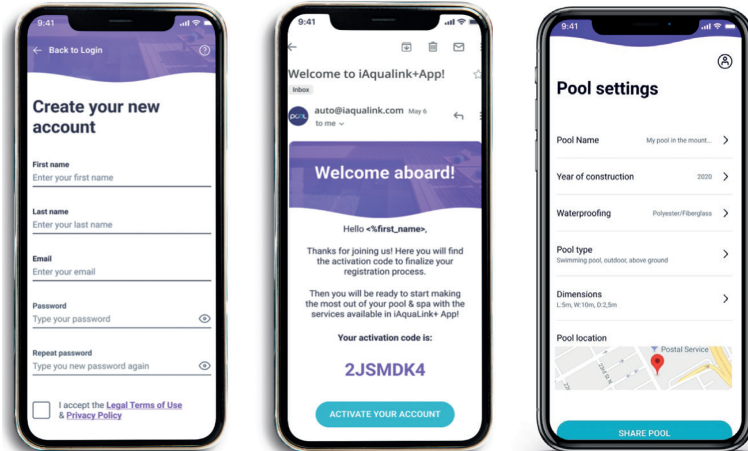 9:41
← Back to Login
Create your new
account
First name
Enter your first name
Last name
Enter your last name
Email
Enter your email
Password
Type your password
Repeat password
Type you new password again
I accept the Legal Terms of Use
& Privacy Policy
9:41
Welcome to iAqualink+App!
Inbox
pool
auto@iaqualink.com May 6
to me
Welcome aboard!
Hello <%first_name>,
Thanks for joining us! Here you will find
the activation code to finalize your
registration process.
Then you will be ready to start making
the most out of your pool & spa with the
services available in iAquaLink+ App!
Your activation code is:
2JSMDK4
ACTIVATE YOUR ACCOUNT
9:41
Pool settings
Pool Name My pool in the mount...
Year of construction 2020
Waterproofing Polyester/Fiberglass
Pool type
Swimming pool, outdoor, above ground
Dimensions
L:5m, W:10m, D:2,5m
Pool location
Postal Service
SHARE POOL